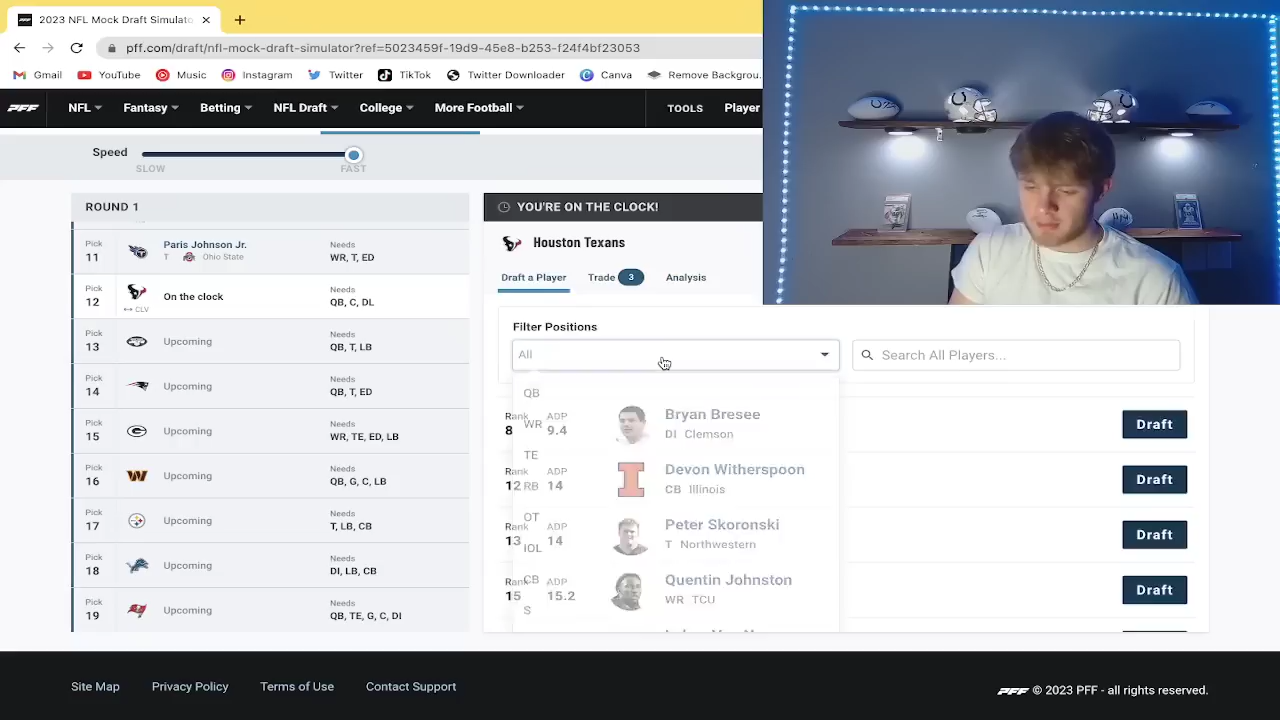 2023 NFL Mock Draft Simulato
pff.com/draft/nfl-mock-draft-simulator?ref=5023459f-19d9-45e8-b253-f24f4bf23053
Gmail YouTube Music Instagram Twitter TikTok Twitter Downloader Canva Remove Backgrou
PFF NFL Fantasy Betting NFL Draft College More Football TOOLS Player
Speed
SLOW FAST
ROUND 1
Pick 11 Paris Johnson Jr. Needs
T Ohio State WR, T, ED
Pick 12 On the clock Needs
CLV QB, C, DL
Pick 13 Upcoming Needs
QB, T, LB
Pick 14 Upcoming Needs
QB, T, ED
Pick 15 Upcoming Needs
WR, TE, ED, LB
Pick 16 Upcoming Needs
QB, G, C, LB
Pick 17 Upcoming Needs
T, LB, CB
Pick 18 Upcoming Needs
DI, LB, CB
Pick 19 Upcoming Needs
QB, TE, G, C, DI
YOU'RE ON THE CLOCK!
Houston Texans
Draft a Player Trade 3 Analysis
Filter Positions
All
Search All Players...
QB
WR
TE
RB
OT
IOL
CB
S
Rank 8 ADP 9.4 Bryan Bresee Draft
DI Clemson
Rank 12 ADP 14 Devon Witherspoon Draft
CB Illinois
Rank 13 ADP 14 Peter Skoronski Draft
T Northwestern
Rank 15 ADP 15.2 Quentin Johnston Draft
WR TCU
Site Map Privacy Policy Terms of Use Contact Support
PFF © 2023 PFF - all rights reserved.